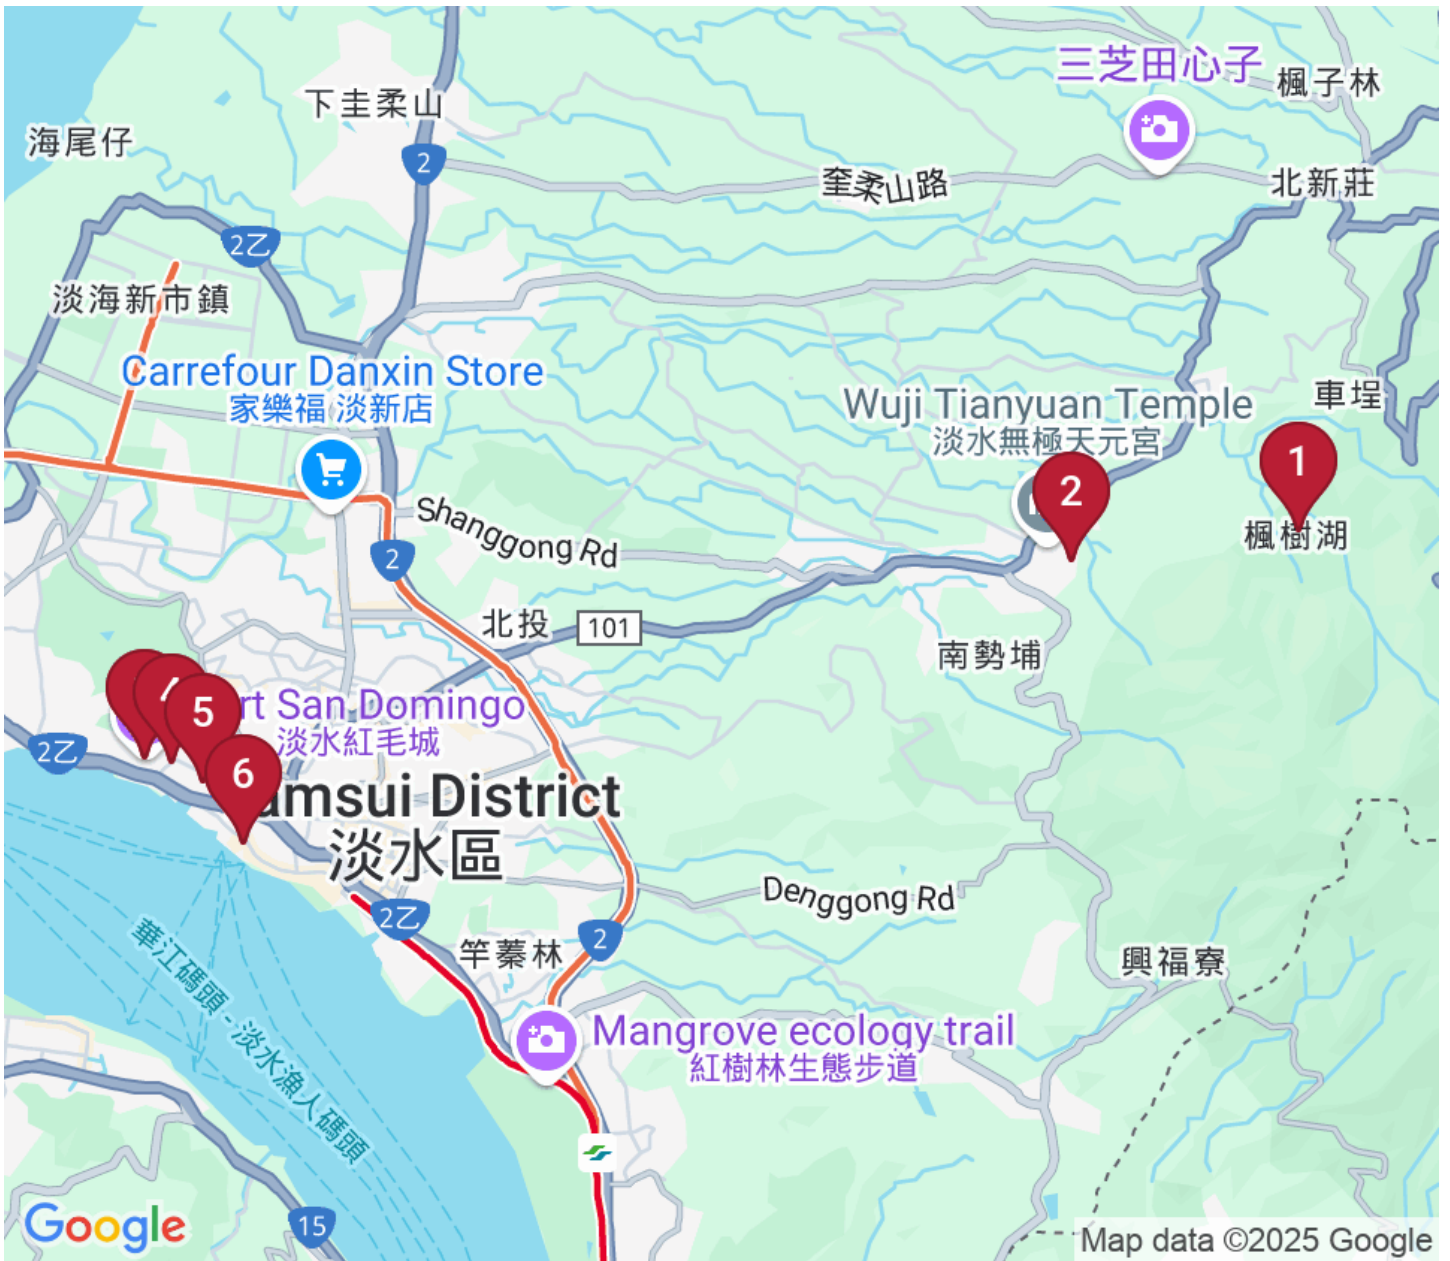 三芝田心子
楓子林
下圭柔山
海尾仔
2
奎柔山路
北新莊
2乙
淡海新市鎮
Carrefour Danxin Store
家樂福 淡新店
車埕
Wuji Tianyuan Temple
淡水無極天元宮
1
2
楓樹湖
Shanggong Rd
2
北投
101
南勢埔
4
5
rt San Domingo
淡水紅毛城
2乙
6
amsui District
淡水區
Denggong Rd
2乙
2
竿蓁林
興福寮
華江碼頭 - 淡水漁人碼頭
Mangrove ecology trail
紅樹林生態步道
15
Google
Map data ©2025 Google